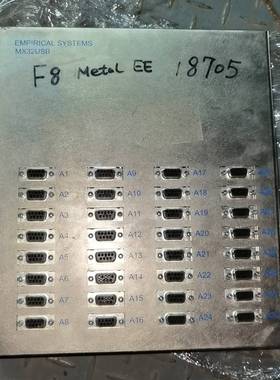 EMPIRICAL SYSTEMS
MX32USB
F8 Metal EE 18705
A1 A9 A17
A2 A10 A18
A3 A11 A19
A4 A12 A20
A5 A13 A21
A6 A14 A22
A7 A15 A23
A8 A16 A24